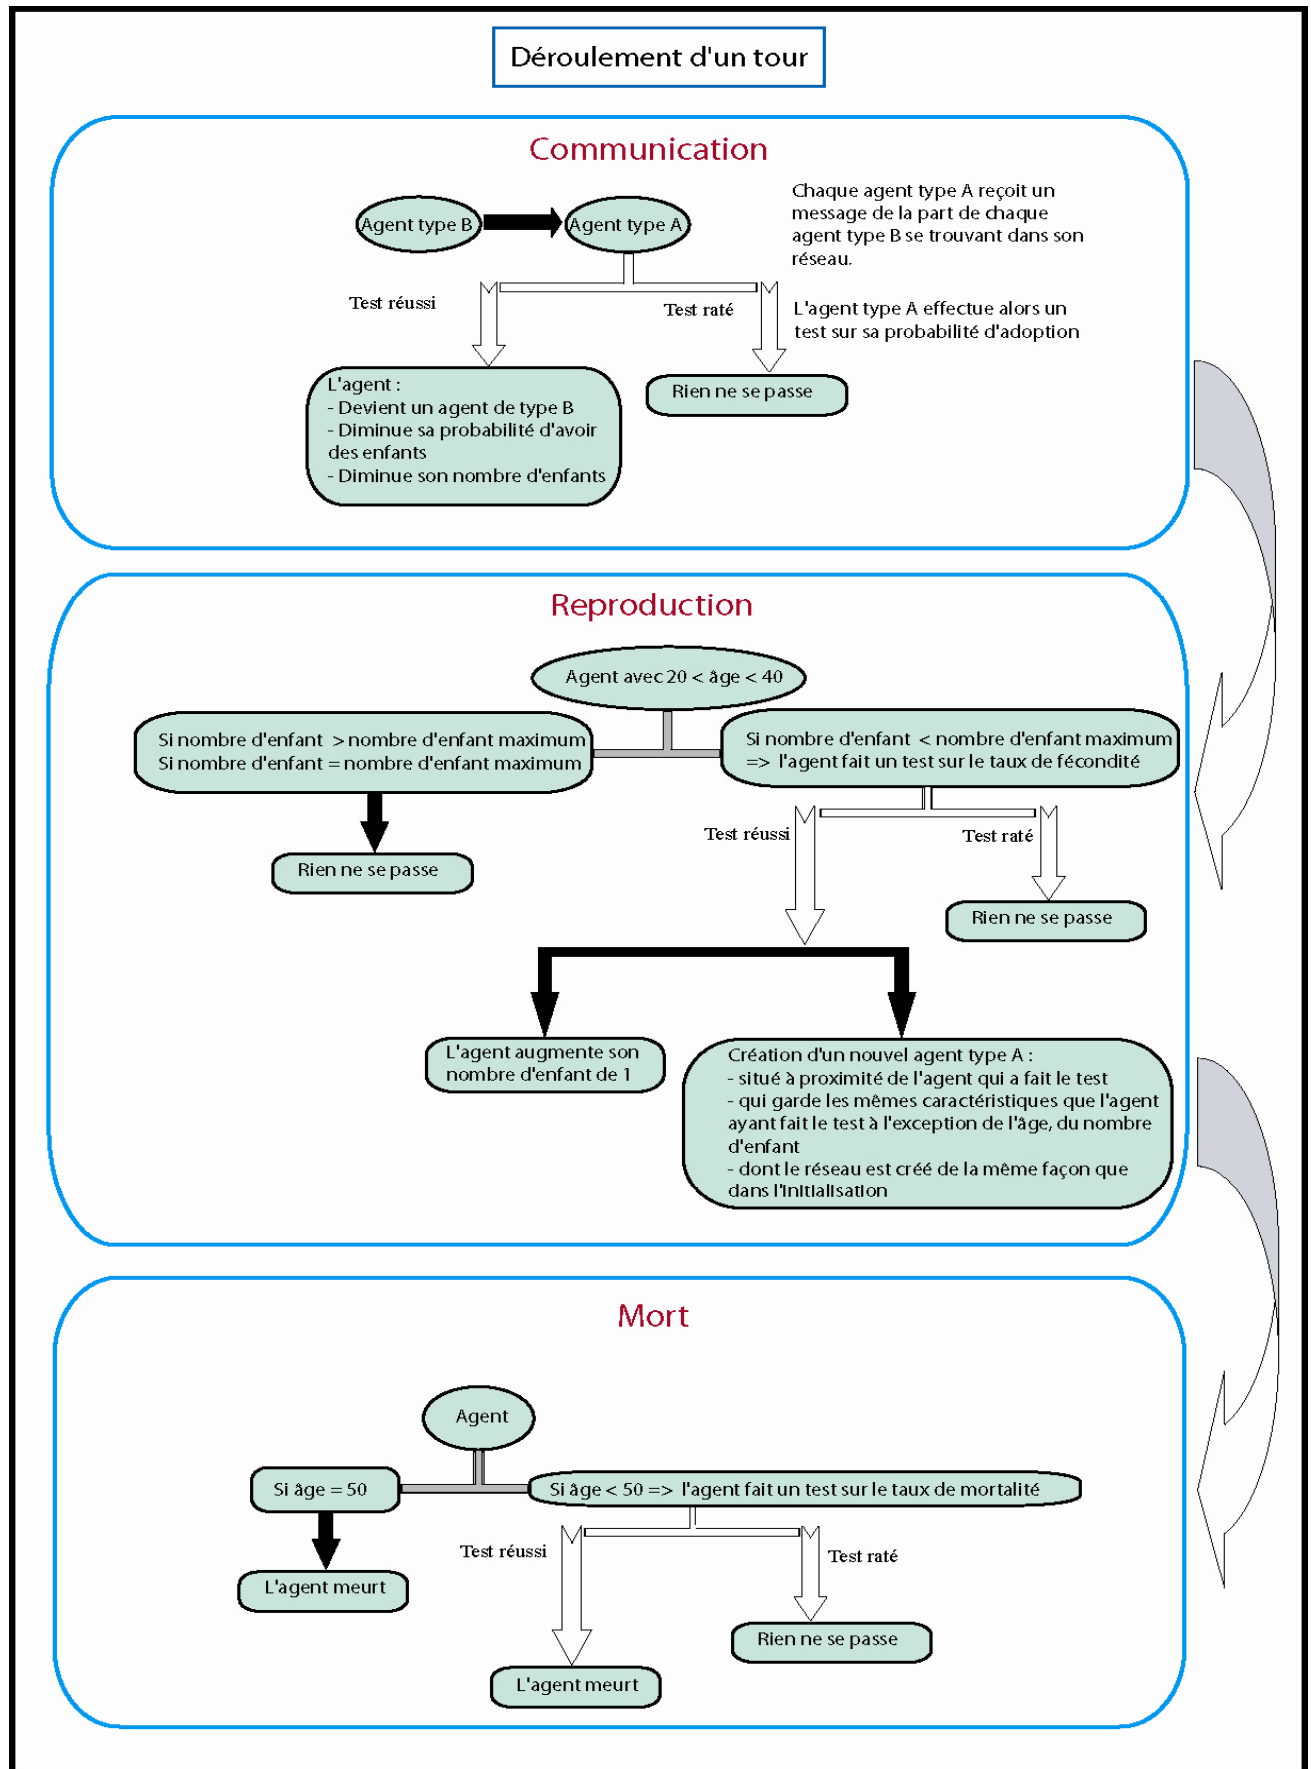 Déroulement d'un tour
Communication
Agent type B
Agent type A
Chaque agent type A reçoit un
message de la part de chaque
agent type B se trouvant dans son
réseau.
Test réussi
Test raté
L'agent type A effectue alors un
test sur sa probabilité d'adoption
L'agent :
- Devient un agent de type B
- Diminue sa probabilité d'avoir
des enfants
- Diminue son nombre d'enfants
Rien ne se passe
Reproduction
Agent avec 20 < âge < 40
Si nombre d'enfant > nombre d'enfant maximum
Si nombre d'enfant = nombre d'enfant maximum
Si nombre d'enfant < nombre d'enfant maximum
=> l'agent fait un test sur le taux de fécondité
Test réussi
Test raté
Rien ne se passe
Rien ne se passe
L'agent augmente son
nombre d'enfant de 1
Création d'un nouvel agent type A :
- situé à proximité de l'agent qui a fait le test
- qui garde les mêmes caractéristiques que l'agent
ayant fait le test à l'exception de l'âge, du nombre
d'enfant
- dont le réseau est créé de la même façon que
dans l'initialisation
Mort
Agent
Si âge = 50
Si âge < 50 => l'agent fait un test sur le taux de mortalité
Test réussi
Test raté
L'agent meurt
Rien ne se passe
L'agent meurt